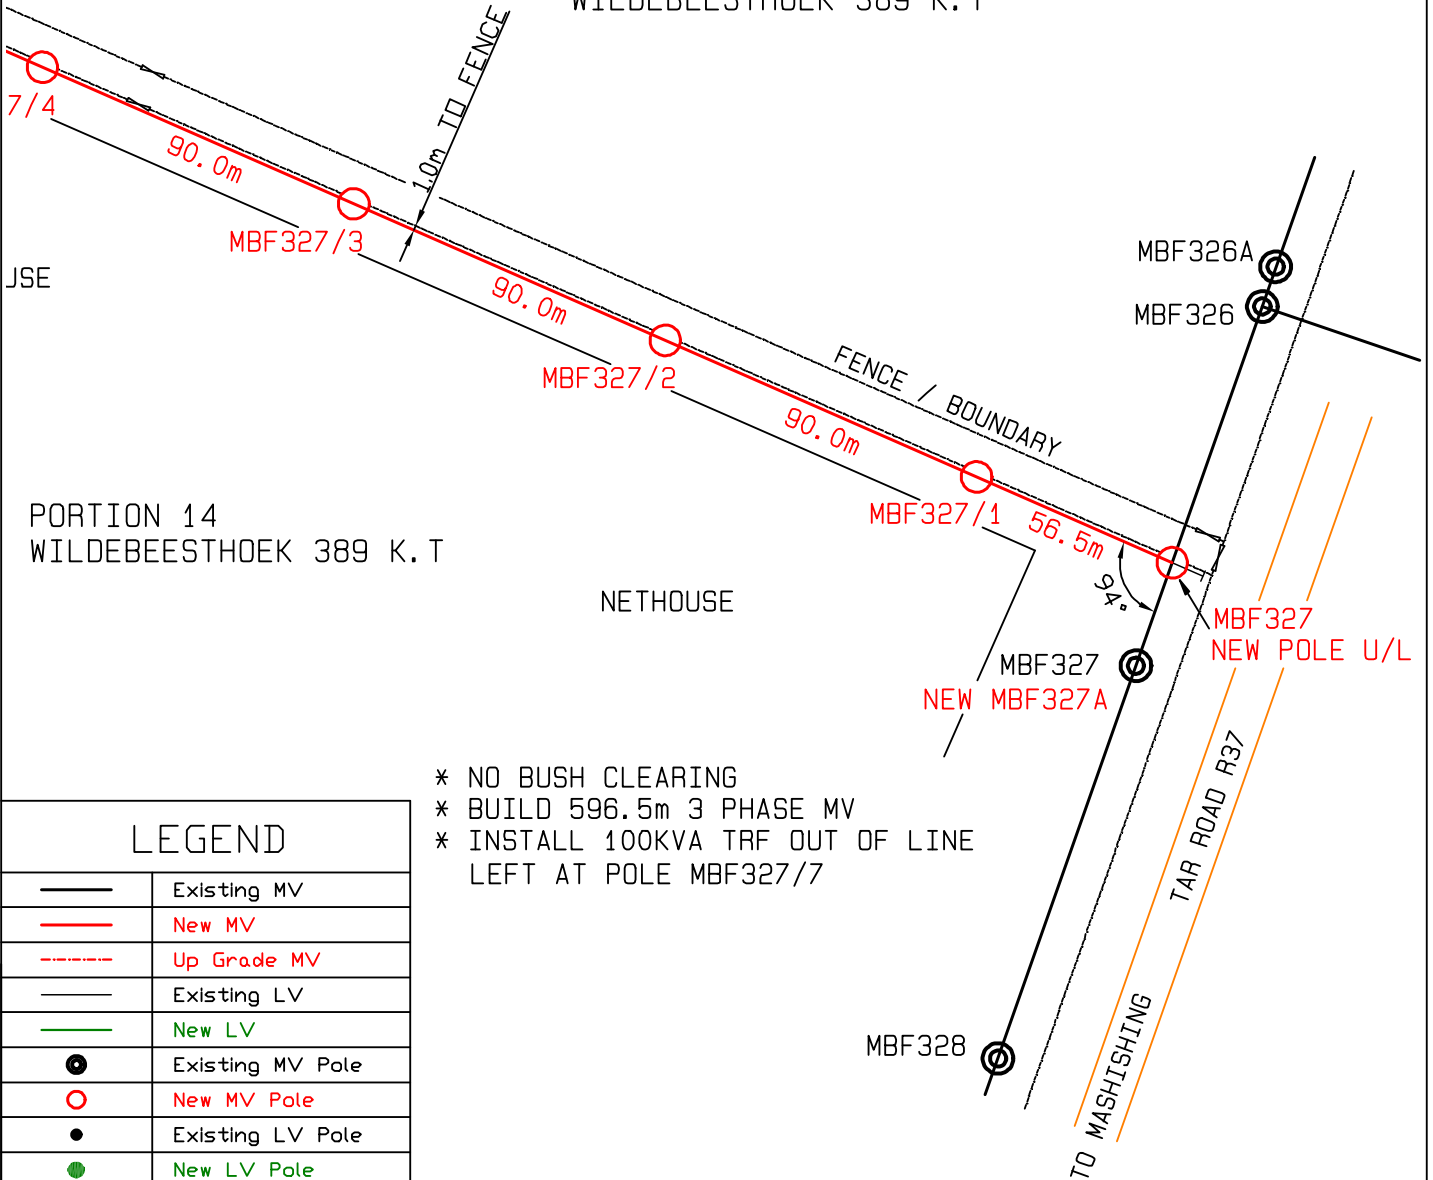 WILDEBEESTHOEK 389 K.T
1.0m TO FENCE
7/4
90.0m
MBF327/3
JSE
90.0m
MBF327/2
MBF326A
MBF326
FENCE / BOUNDARY
90.0m
MBF327/1
56.5m
PORTION 14
WILDEBEESTHOEK 389 K.T
NETHOUSE
94°
MBF327
NEW POLE U/L
MBF327
NEW MBF327A
TAR ROAD R37
* NO BUSH CLEARING
* BUILD 596.5m 3 PHASE MV
* INSTALL 100KVA TRF OUT OF LINE
LEFT AT POLE MBF327/7
MBF328
TO MASHISHING
LEGEND
Existing MV
New MV
Up Grade MV
Existing LV
New LV
Existing MV Pole
New MV Pole
Existing LV Pole
New LV Pole